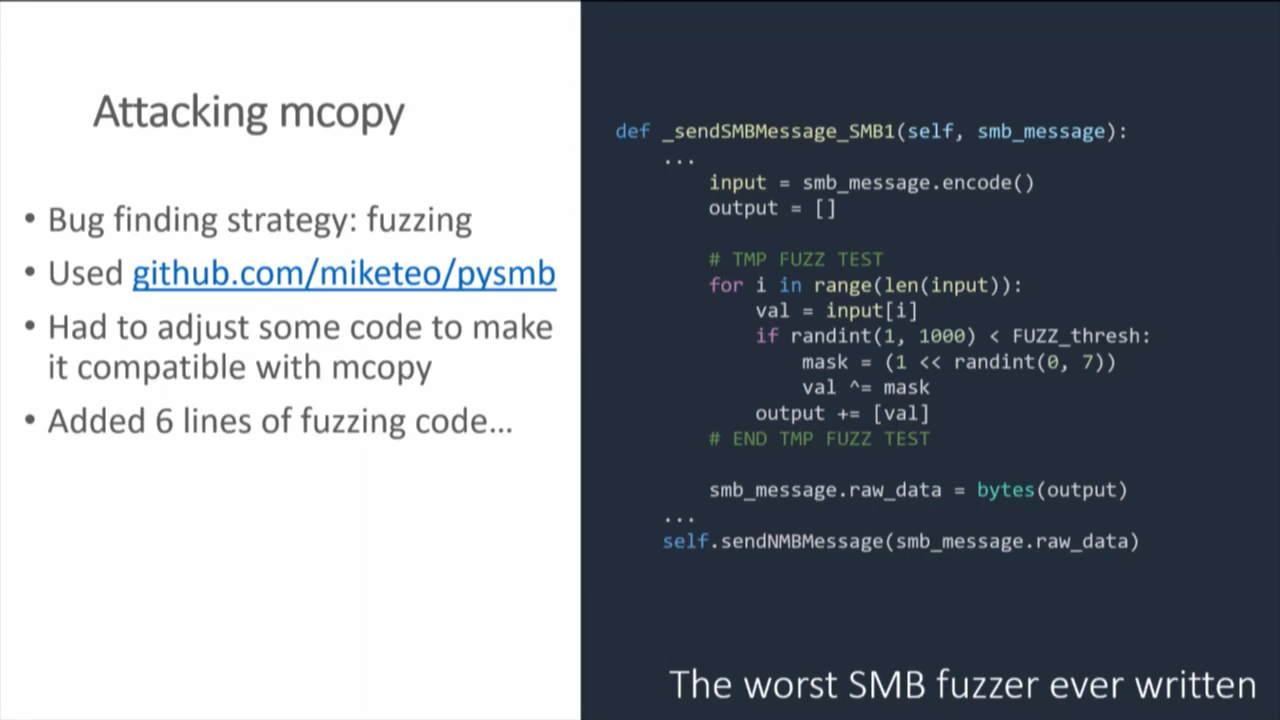 Attacking mcopy
• Bug finding strategy: fuzzing
• Used github.com/miketeo/pysmb
• Had to adjust some code to make
it compatible with mcopy
• Added 6 lines of fuzzing code...
def _sendSMBMessage_SMB1(self, smb_message):
    ...
        input = smb_message.encode()
        output = []

        # TMP FUZZ TEST
        for i in range(len(input)):
            val = input[i]
            if randint(1, 1000) < FUZZ_thresh:
                mask = (1 << randint(0, 7))
                val ^= mask
            output += [val]
        # END TMP FUZZ TEST

        smb_message.raw_data = bytes(output)
    ...
    self.sendNMBMessage(smb_message.raw_data)
The worst SMB fuzzer ever written